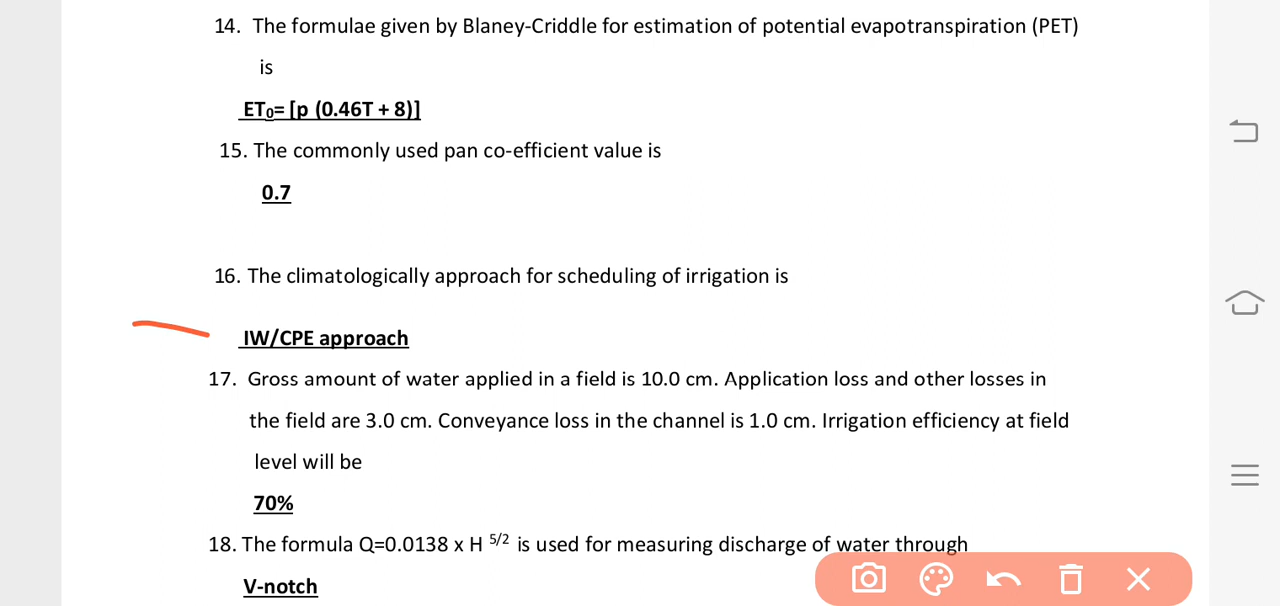 14. The formulae given by Blaney-Criddle for estimation of potential evapotranspiration (PET)
is
ET0= [p (0.46T + 8)]
15. The commonly used pan co-efficient value is
0.7
16. The climatologically approach for scheduling of irrigation is
IW/CPE approach
17. Gross amount of water applied in a field is 10.0 cm. Application loss and other losses in
the field are 3.0 cm. Conveyance loss in the channel is 1.0 cm. Irrigation efficiency at field
level will be
70%
18. The formula Q=0.0138 x H 5/2 is used for measuring discharge of water through
V-notch